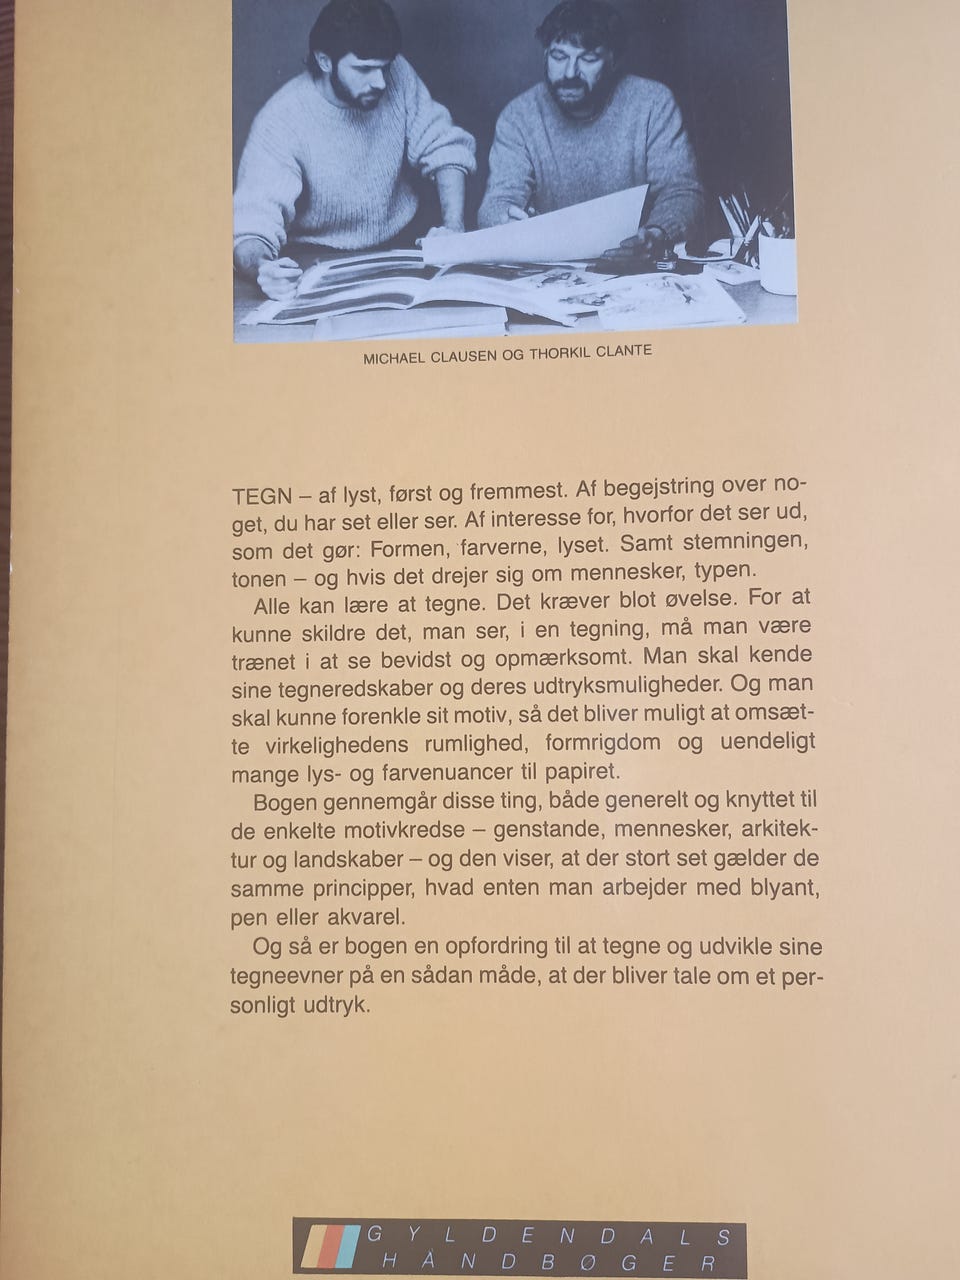 MICHAEL CLAUSEN OG THORKIL CLANTE
TEGN – af lyst, først og fremmest. Af begejstring over no-
get, du har set eller ser. Af interesse for, hvorfor det ser ud,
som det gør: Formen, farverne, lyset. Samt stemningen,
tonen – og hvis det drejer sig om mennesker, typen.
Alle kan lære at tegne. Det kræver blot øvelse. For at
kunne skildre det, man ser, i en tegning, må man være
trænet i at se bevidst og opmærksomt. Man skal kende
sine tegneredskaber og deres udtryksmuligheder. Og man
skal kunne forenkle sit motiv, så det bliver muligt at omsæt-
te virkelighedens rumlighed, formrigdom og uendeligt
mange lys- og farvenuancer til papiret.
Bogen gennemgår disse ting, både generelt og knyttet til
de enkelte motivkredse – genstande, mennesker, arkitek-
tur og landskaber – og den viser, at der stort set gælder de
samme principper, hvad enten man arbejder med blyant,
pen eller akvarel.
Og så er bogen en opfordring til at tegne og udvikle sine
tegneevner på en sådan måde, at der bliver tale om et per-
sonligt udtryk.
GYLDENDALS
HÅNDBØGER